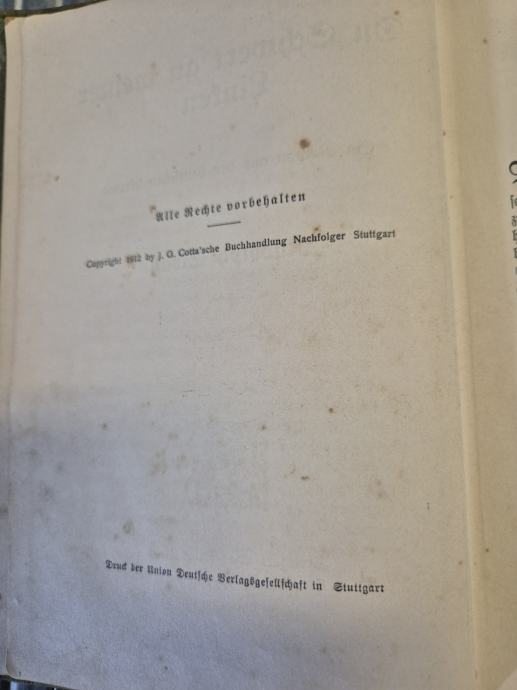 Alle Rechte vorbehalten
Copyright 1912 by J. G. Cotta'sche Buchhandlung Nachfolger Stuttgart
Druck der Union Deutsche Verlagsgesellschaft in Stuttgart